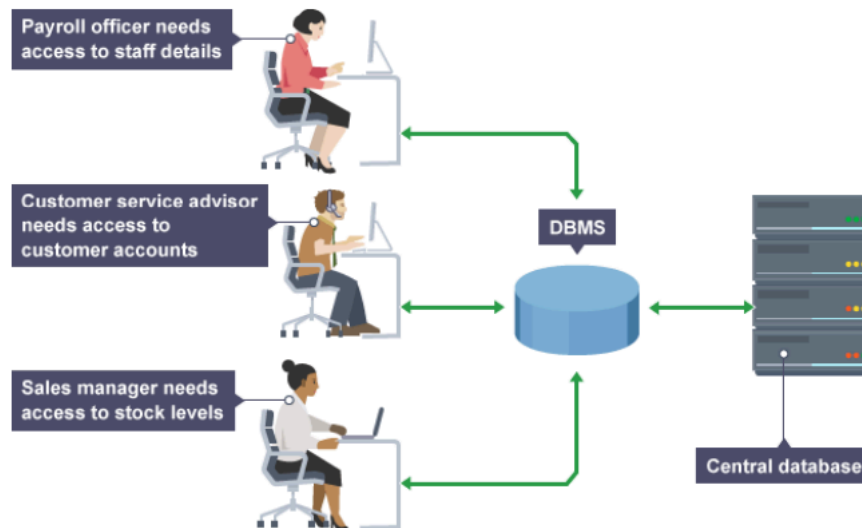 Payroll officer needs
access to staff details
Customer service advisor
needs access to
customer accounts
DBMS
Sales manager needs
access to stock levels
Central database